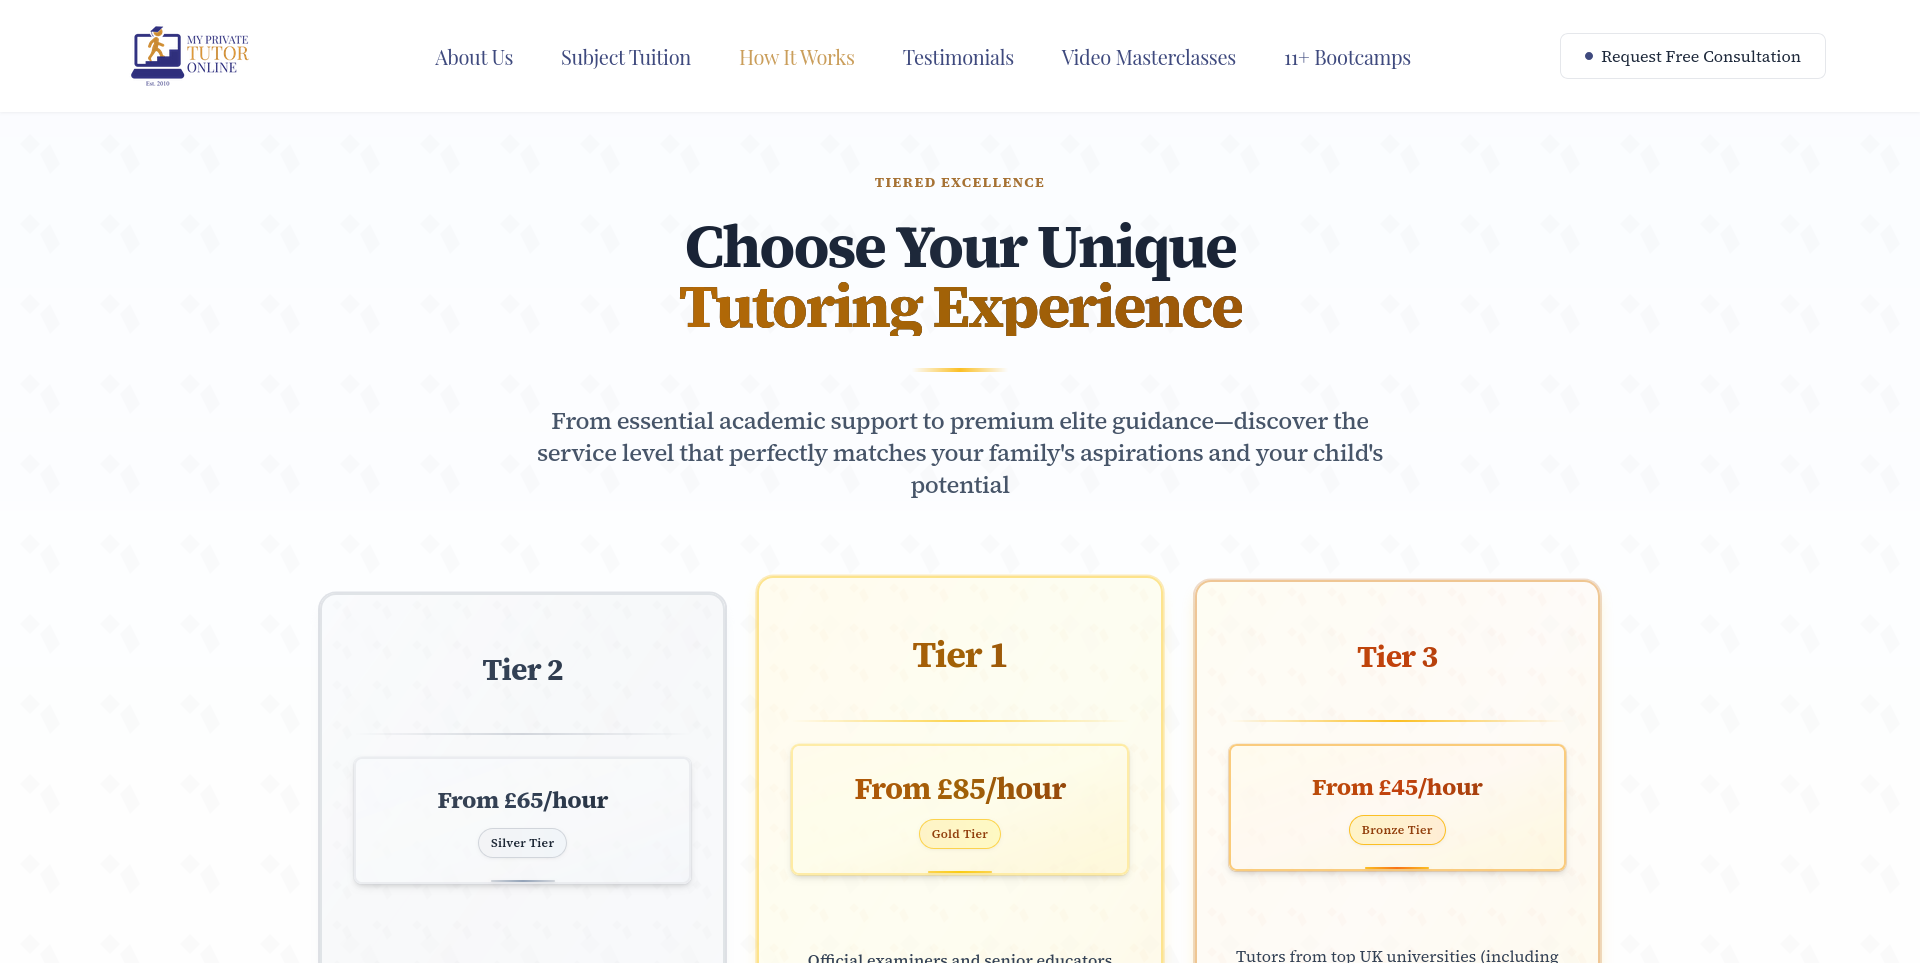 MY PRIVATE
TUTOR
ONLINE
Est. 2010
About Us
Subject Tuition
How It Works
Testimonials
Video Masterclasses
11+ Bootcamps
Request Free Consultation
TIERED EXCELLENCE
Choose Your Unique
Tutoring Experience
From essential academic support to premium elite guidance—discover the
service level that perfectly matches your family's aspirations and your child's
potential
Tier 2
From £65/hour
Silver Tier
Tier 1
From £85/hour
Gold Tier
Official examiners and senior educators
Tier 3
From £45/hour
Bronze Tier
Tutors from top UK universities (including